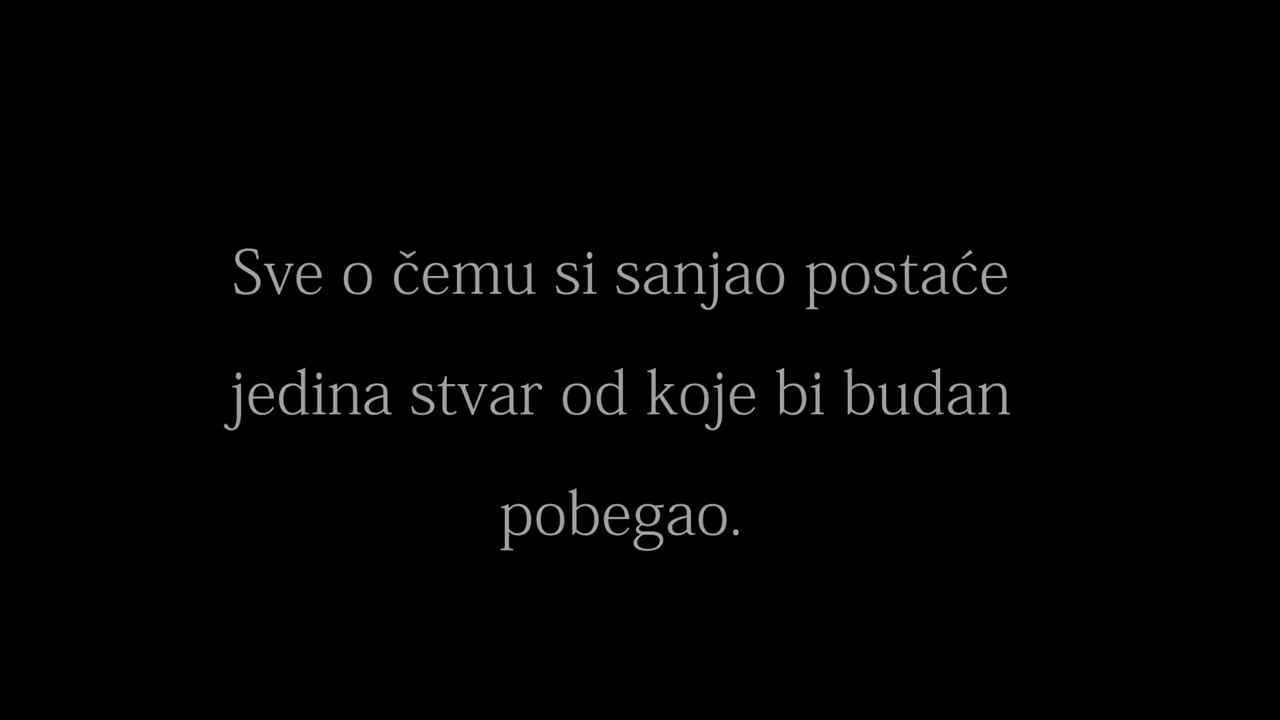 Sve o čemu si sanjao postaće
jedina stvar od koje bi budan
pobegao.